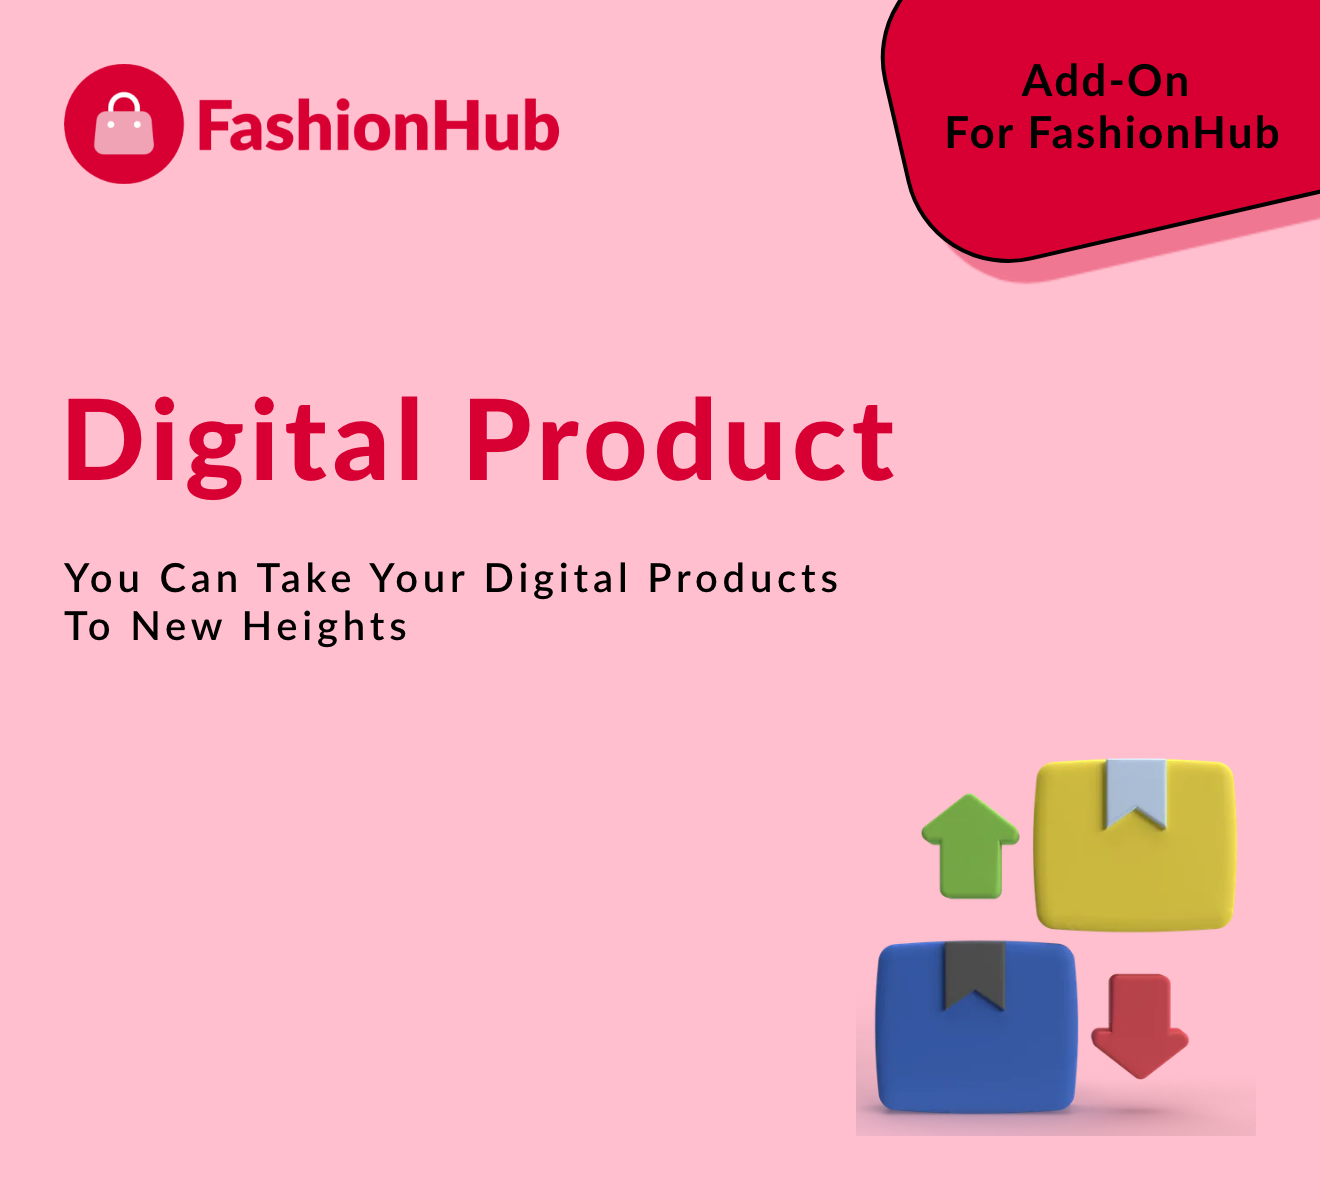 FashionHub
Add-On
For FashionHub
Digital Product
You Can Take Your Digital Products
To New Heights